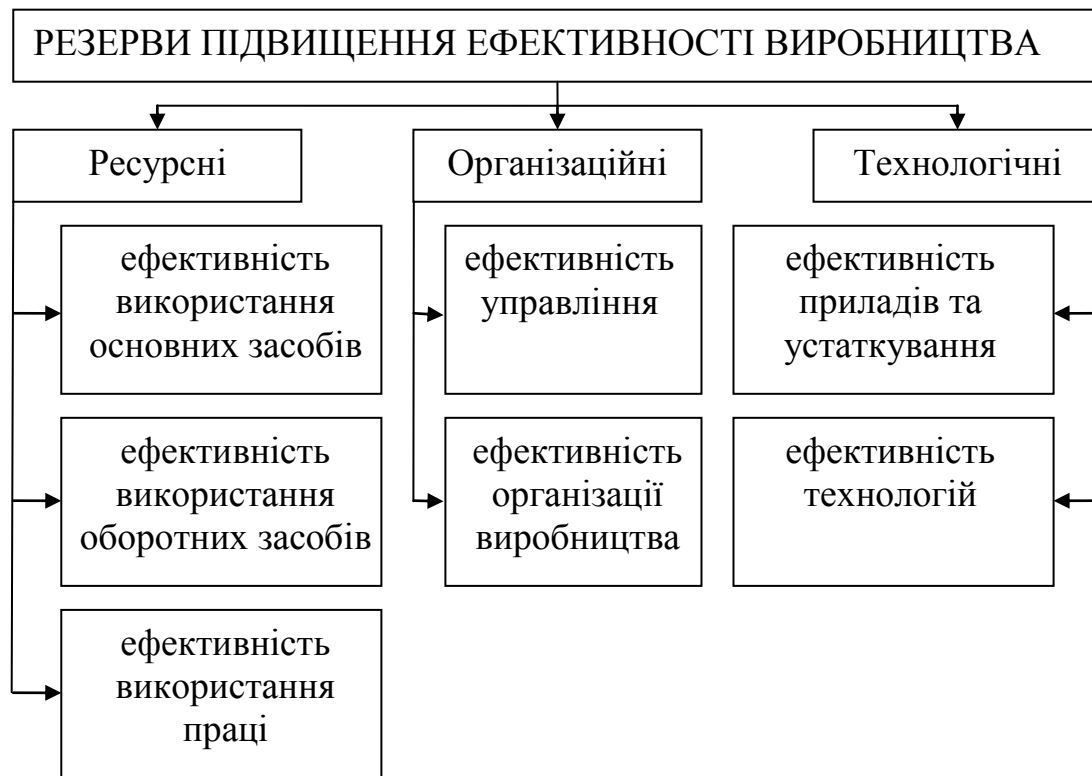 РЕЗЕРВИ ПІДВИЩЕННЯ ЕФЕКТИВНОСТІ ВИРОБНИЦТВА
Ресурсні
Організаційні
Технологічні
ефективність
використання
основних засобів
ефективність
управління
ефективність
приладів та
устаткування
ефективність
використання
оборотних засобів
ефективність
організації
виробництва
ефективність
технологій
ефективність
використання
праці